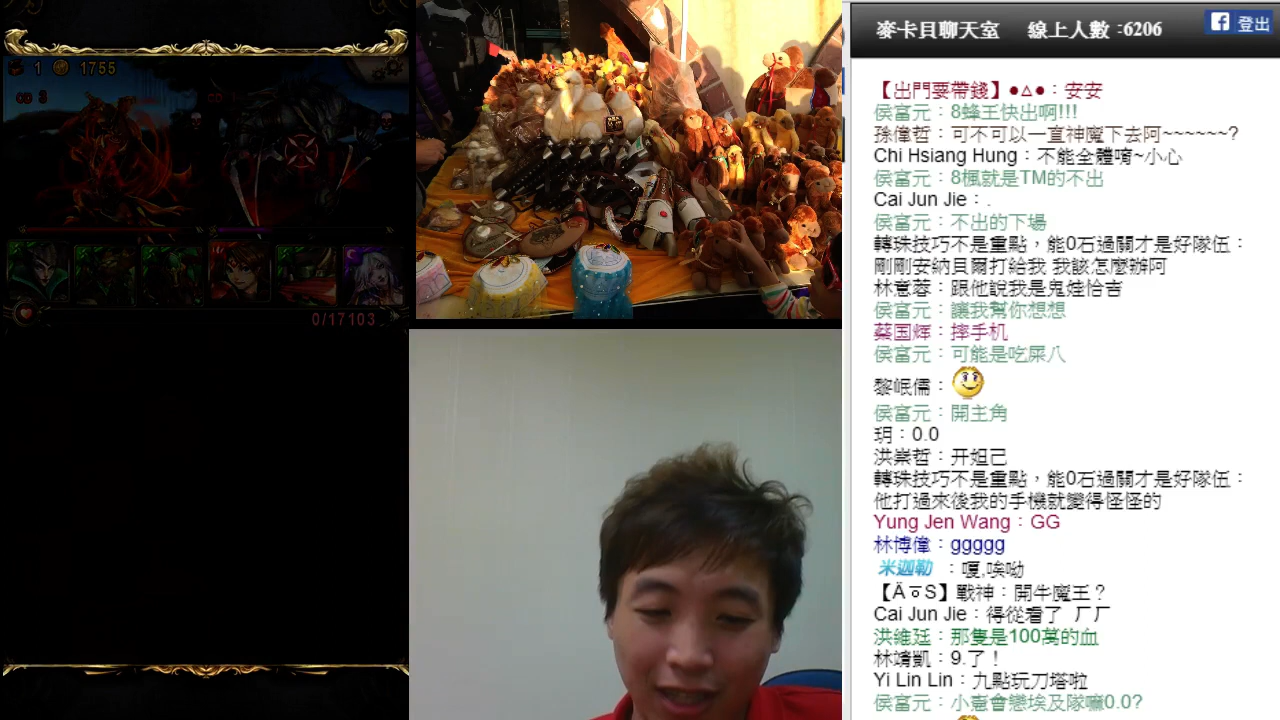 1 1755
CD 3
CD
0/17103
麥卡貝聊天室 線上人數 :6206
登出
【出門要帶錢】●△●：安安
侯富元：8蜂王快出啊!!!
孫偉哲：可不可以一直神魔下去阿~~~~~~?
Chi Hsiang Hung：不能全體唷~小心
侯富元：8楓就是TM的不出
Cai Jun Jie：.
侯富元：不出的下場
轉珠技巧不是重點，能0石過關才是好隊伍：
剛剛安納貝爾打給我 我該怎麼辦阿
林意蓉：跟他說我是鬼娃恰吉
侯富元：讓我幫你想想
蔡国輝：摔手机
侯富元：可能是吃屎八
黎岷儒：
侯富元：開主角
玥：0.0
洪崇哲：开妲己
轉珠技巧不是重點，能0石過關才是好隊伍：
他打過來後我的手機就變得怪怪的
Yung Jen Wang：GG
林博偉：ggggg
米迦勒 ：嗄,唉呦
【ÄㅎS】戰神：開牛魔王？
Cai Jun Jie：得從看了 ㄏㄏ
洪維廷：那隻是100萬的血
林靖凱：9.了！
Yi Lin Lin：九點玩刀塔啦
侯富元：小憲會戀埃及隊嘛0.0?